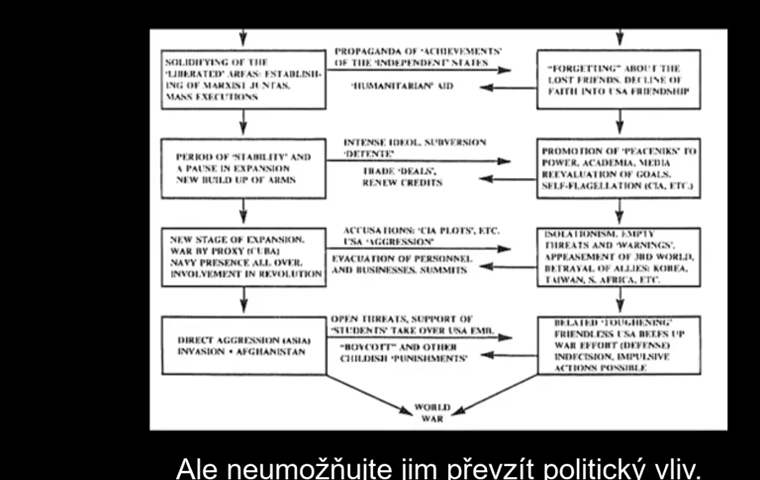 SOLIDIFYING OF THE
'LIBERATED' AREAS: ESTABLISH-
ING OF MARXIST JUNTAS.
MASS EXECUTIONS
PROPAGANDA OF 'ACHIEVEMENTS'
OF THE 'INDEPENDENT' STATES
'HUMANITARIAN' AID
"FORGETTING" ABOUT THE
LOST FRIENDS. DECLINE OF
FAITH INTO USA FRIENDSHIP
PERIOD OF 'STABILITY' AND
A PAUSE IN EXPANSION
NEW BUILD UP OF ARMS
INTENSE IDEOL. SUBVERSION
'DETENTE'
TRADE 'DEALS',
RENEW CREDITS
PROMOTION OF 'PEACENIKS' TO
POWER, ACADEMIA, MEDIA
REEVALUATION OF GOALS.
SELF-FLAGELLATION (CIA, ETC.)
NEW STAGE OF EXPANSION.
WAR BY PROXY (CUBA)
NAVY PRESENCE ALL OVER.
INVOLVEMENT IN REVOLUTION
ACCUSATIONS: 'CIA PLOTS', ETC.
USA 'AGGRESSION'
EVACUATION OF PERSONNEL
AND BUSINESSES. SUMMITS
ISOLATIONISM. EMPTY
THREATS AND 'WARNINGS',
APPEASEMENT OF 3RD WORLD,
BETRAYAL OF ALLIES: KOREA,
TAIWAN, S. AFRICA, ETC.
DIRECT AGGRESSION (ASIA)
INVASION • AFGHANISTAN
OPEN THREATS, SUPPORT OF
'STUDENTS' TAKE OVER USA EMB.
"BOYCOTT" AND OTHER
CHILDISH 'PUNISHMENTS'
BELATED 'TOUGHENING'
FRIENDLESS USA BEEFS UP
WAR EFFORT (DEFENSE)
INDECISION, IMPULSIVE
ACTIONS POSSIBLE
WORLD
WAR
Ale neumožňujte jim převzít politický vliv.